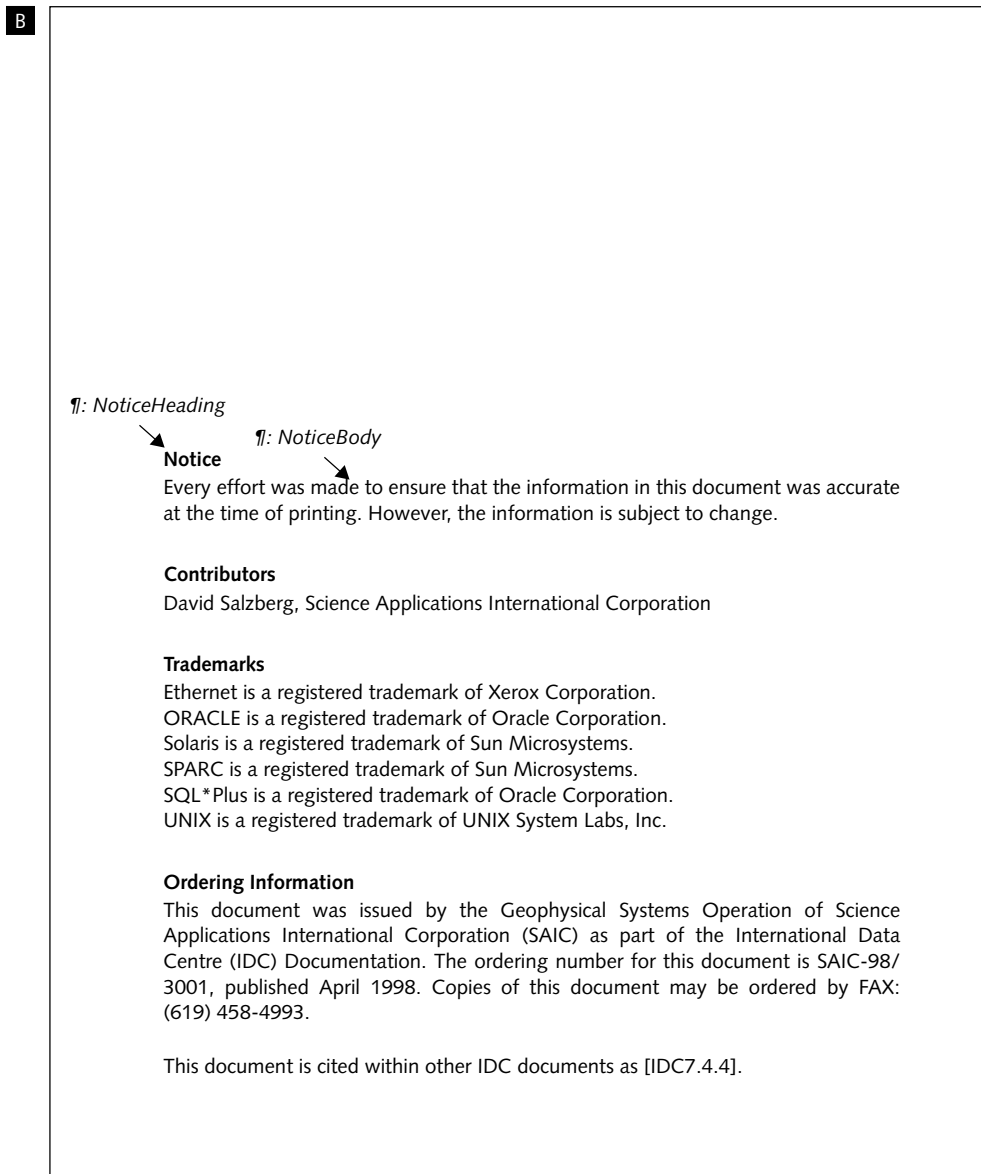 B
¶: NoticeHeading
¶: NoticeBody
Notice
Every effort was made to ensure that the information in this document was accurate
at the time of printing. However, the information is subject to change.
Contributors
David Salzberg, Science Applications International Corporation
Trademarks
Ethernet is a registered trademark of Xerox Corporation.
ORACLE is a registered trademark of Oracle Corporation.
Solaris is a registered trademark of Sun Microsystems.
SPARC is a registered trademark of Sun Microsystems.
SQL*Plus is a registered trademark of Oracle Corporation.
UNIX is a registered trademark of UNIX System Labs, Inc.
Ordering Information
This document was issued by the Geophysical Systems Operation of Science
Applications International Corporation (SAIC) as part of the International Data
Centre (IDC) Documentation. The ordering number for this document is SAIC-98/
3001, published April 1998. Copies of this document may be ordered by FAX:
(619) 458-4993.
This document is cited within other IDC documents as [IDC7.4.4].